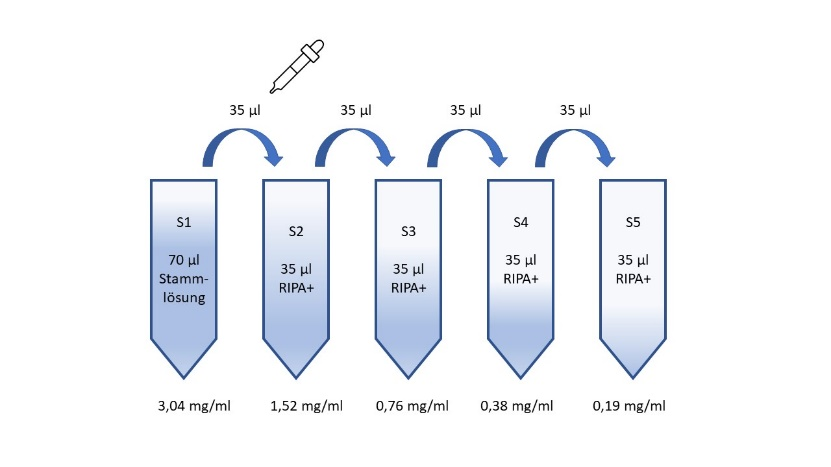 35 µl
35 µl
35 µl
35 µl
S1
70 µl
Stamm-
lösung
S2
35 µl
RIPA+
S3
35 µl
RIPA+
S4
35 µl
RIPA+
S5
35 µl
RIPA+
3,04 mg/ml
1,52 mg/ml
0,76 mg/ml
0,38 mg/ml
0,19 mg/ml